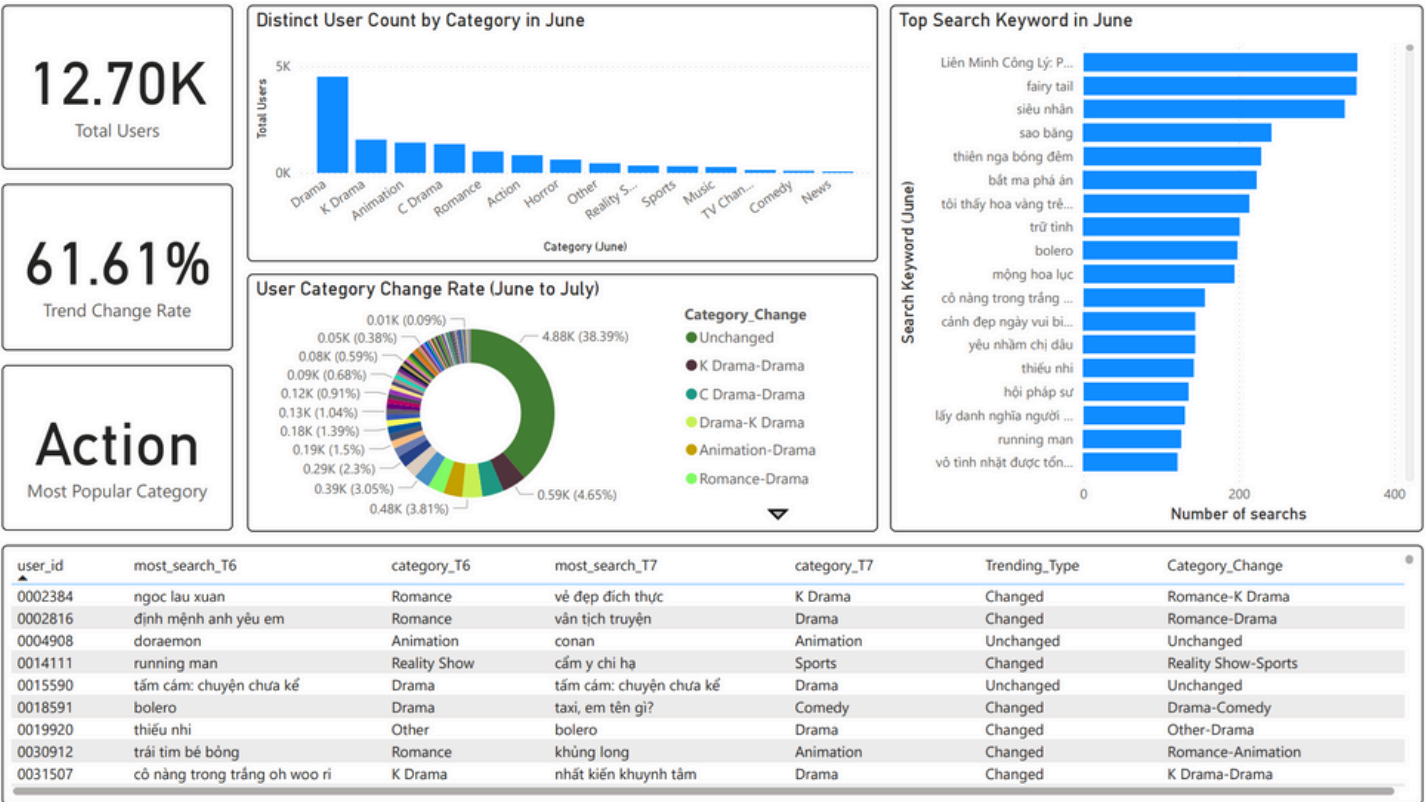 12.70K
Total Users
61.61%
Trend Change Rate
Action
Most Popular Category
Distinct User Count by Category in June
Total Users
5K
0K
Drama
K Drama
Animation
C Drama
Romance
Action
Horror
Other
Reality S...
Sports
Music
TV Chan...
Comedy
News
Category (June)
User Category Change Rate (June to July)
0.01K (0.09%)
0.05K (0.38%)
0.08K (0.59%)
0.09K (0.68%)
0.12K (0.91%)
0.13K (1.04%)
0.18K (1.39%)
0.19K (1.5%)
0.29K (2.3%)
0.39K (3.05%)
0.48K (3.81%)
0.59K (4.65%)
4.88K (38.39%)
Category_Change
Unchanged
K Drama-Drama
C Drama-Drama
Drama-K Drama
Animation-Drama
Romance-Drama
Top Search Keyword in June
Search Keyword (June)
Liên Minh Công Lý: P...
fairy tail
siêu nhân
sao băng
thiên nga bóng đêm
bắt ma phá án
tôi thấy hoa vàng trê...
trữ tình
bolero
mộng hoa lục
cô nàng trong trắng ...
cảnh đẹp ngày vui bi...
yêu nhầm chị dâu
thiếu nhi
hội pháp sư
lấy danh nghĩa người ...
running man
vô tình nhặt được tổn...
0
200
400
Number of searchs
user_id most_search_T6 category_T6 most_search_T7 category_T7 Trending_Type Category_Change
0002384 ngoc lau xuan Romance vẻ đẹp đích thực K Drama Changed Romance-K Drama
0002816 định mệnh anh yêu em Romance vân tịch truyện Drama Changed Romance-Drama
0004908 doraemon Animation conan Animation Unchanged Unchanged
0014111 running man Reality Show cẩm y chi hạ Sports Changed Reality Show-Sports
0015590 tấm cám: chuyện chưa kể Drama tấm cám: chuyện chưa kể Drama Unchanged Unchanged
0018591 bolero Drama taxi, em tên gì? Comedy Changed Drama-Comedy
0019920 thiếu nhi Other bolero Drama Changed Other-Drama
0030912 trái tim bé bỏng Romance khủng long Animation Changed Romance-Animation
0031507 cô nàng trong trắng oh woo ri K Drama nhất kiến khuynh tâm Drama Changed K Drama-Drama